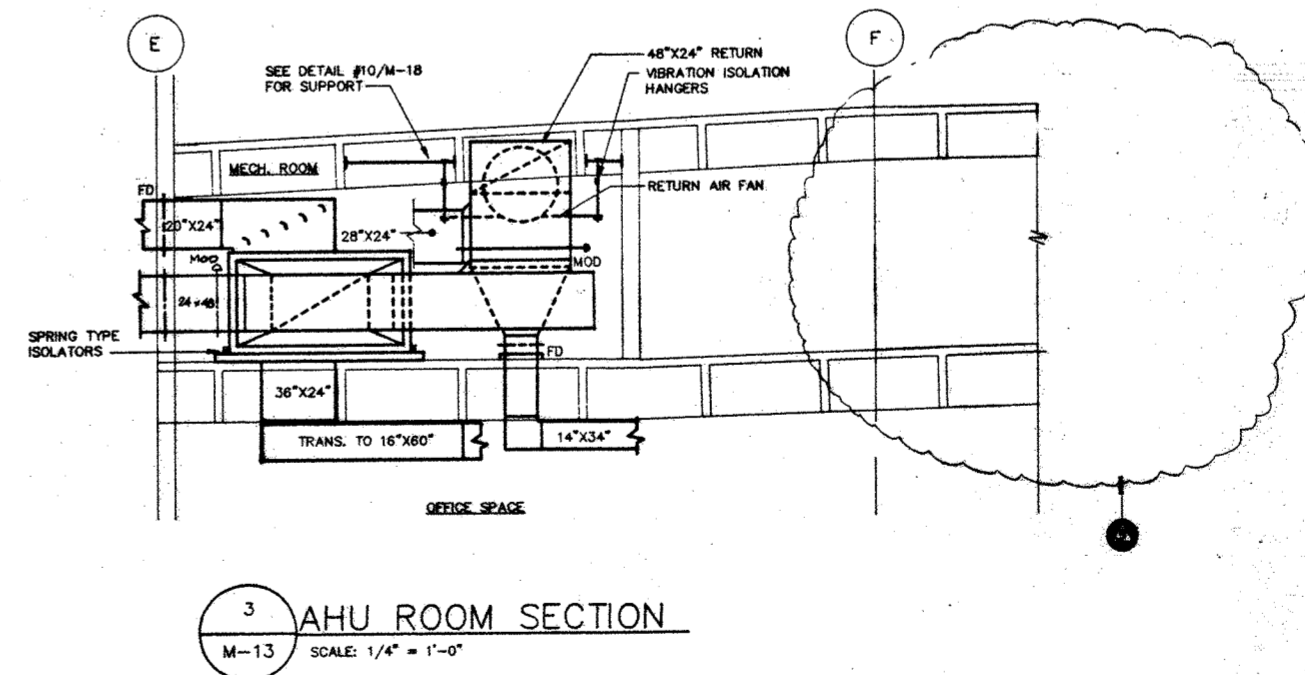 E
F
SEE DETAIL #10/M-18
FOR SUPPORT
48"X24" RETURN
VIBRATION ISOLATION
HANGERS
MECH. ROOM
RETURN AIR FAN
FD
20"X24"
28"X24"
MOD
MOD
24x48
SPRING TYPE
ISOLATORS
FD
36"X24"
TRANS. TO 16"X60"
14"X34"
OFFICE SPACE
3
M-13
AHU ROOM SECTION
SCALE: 1/4" = 1'-0"